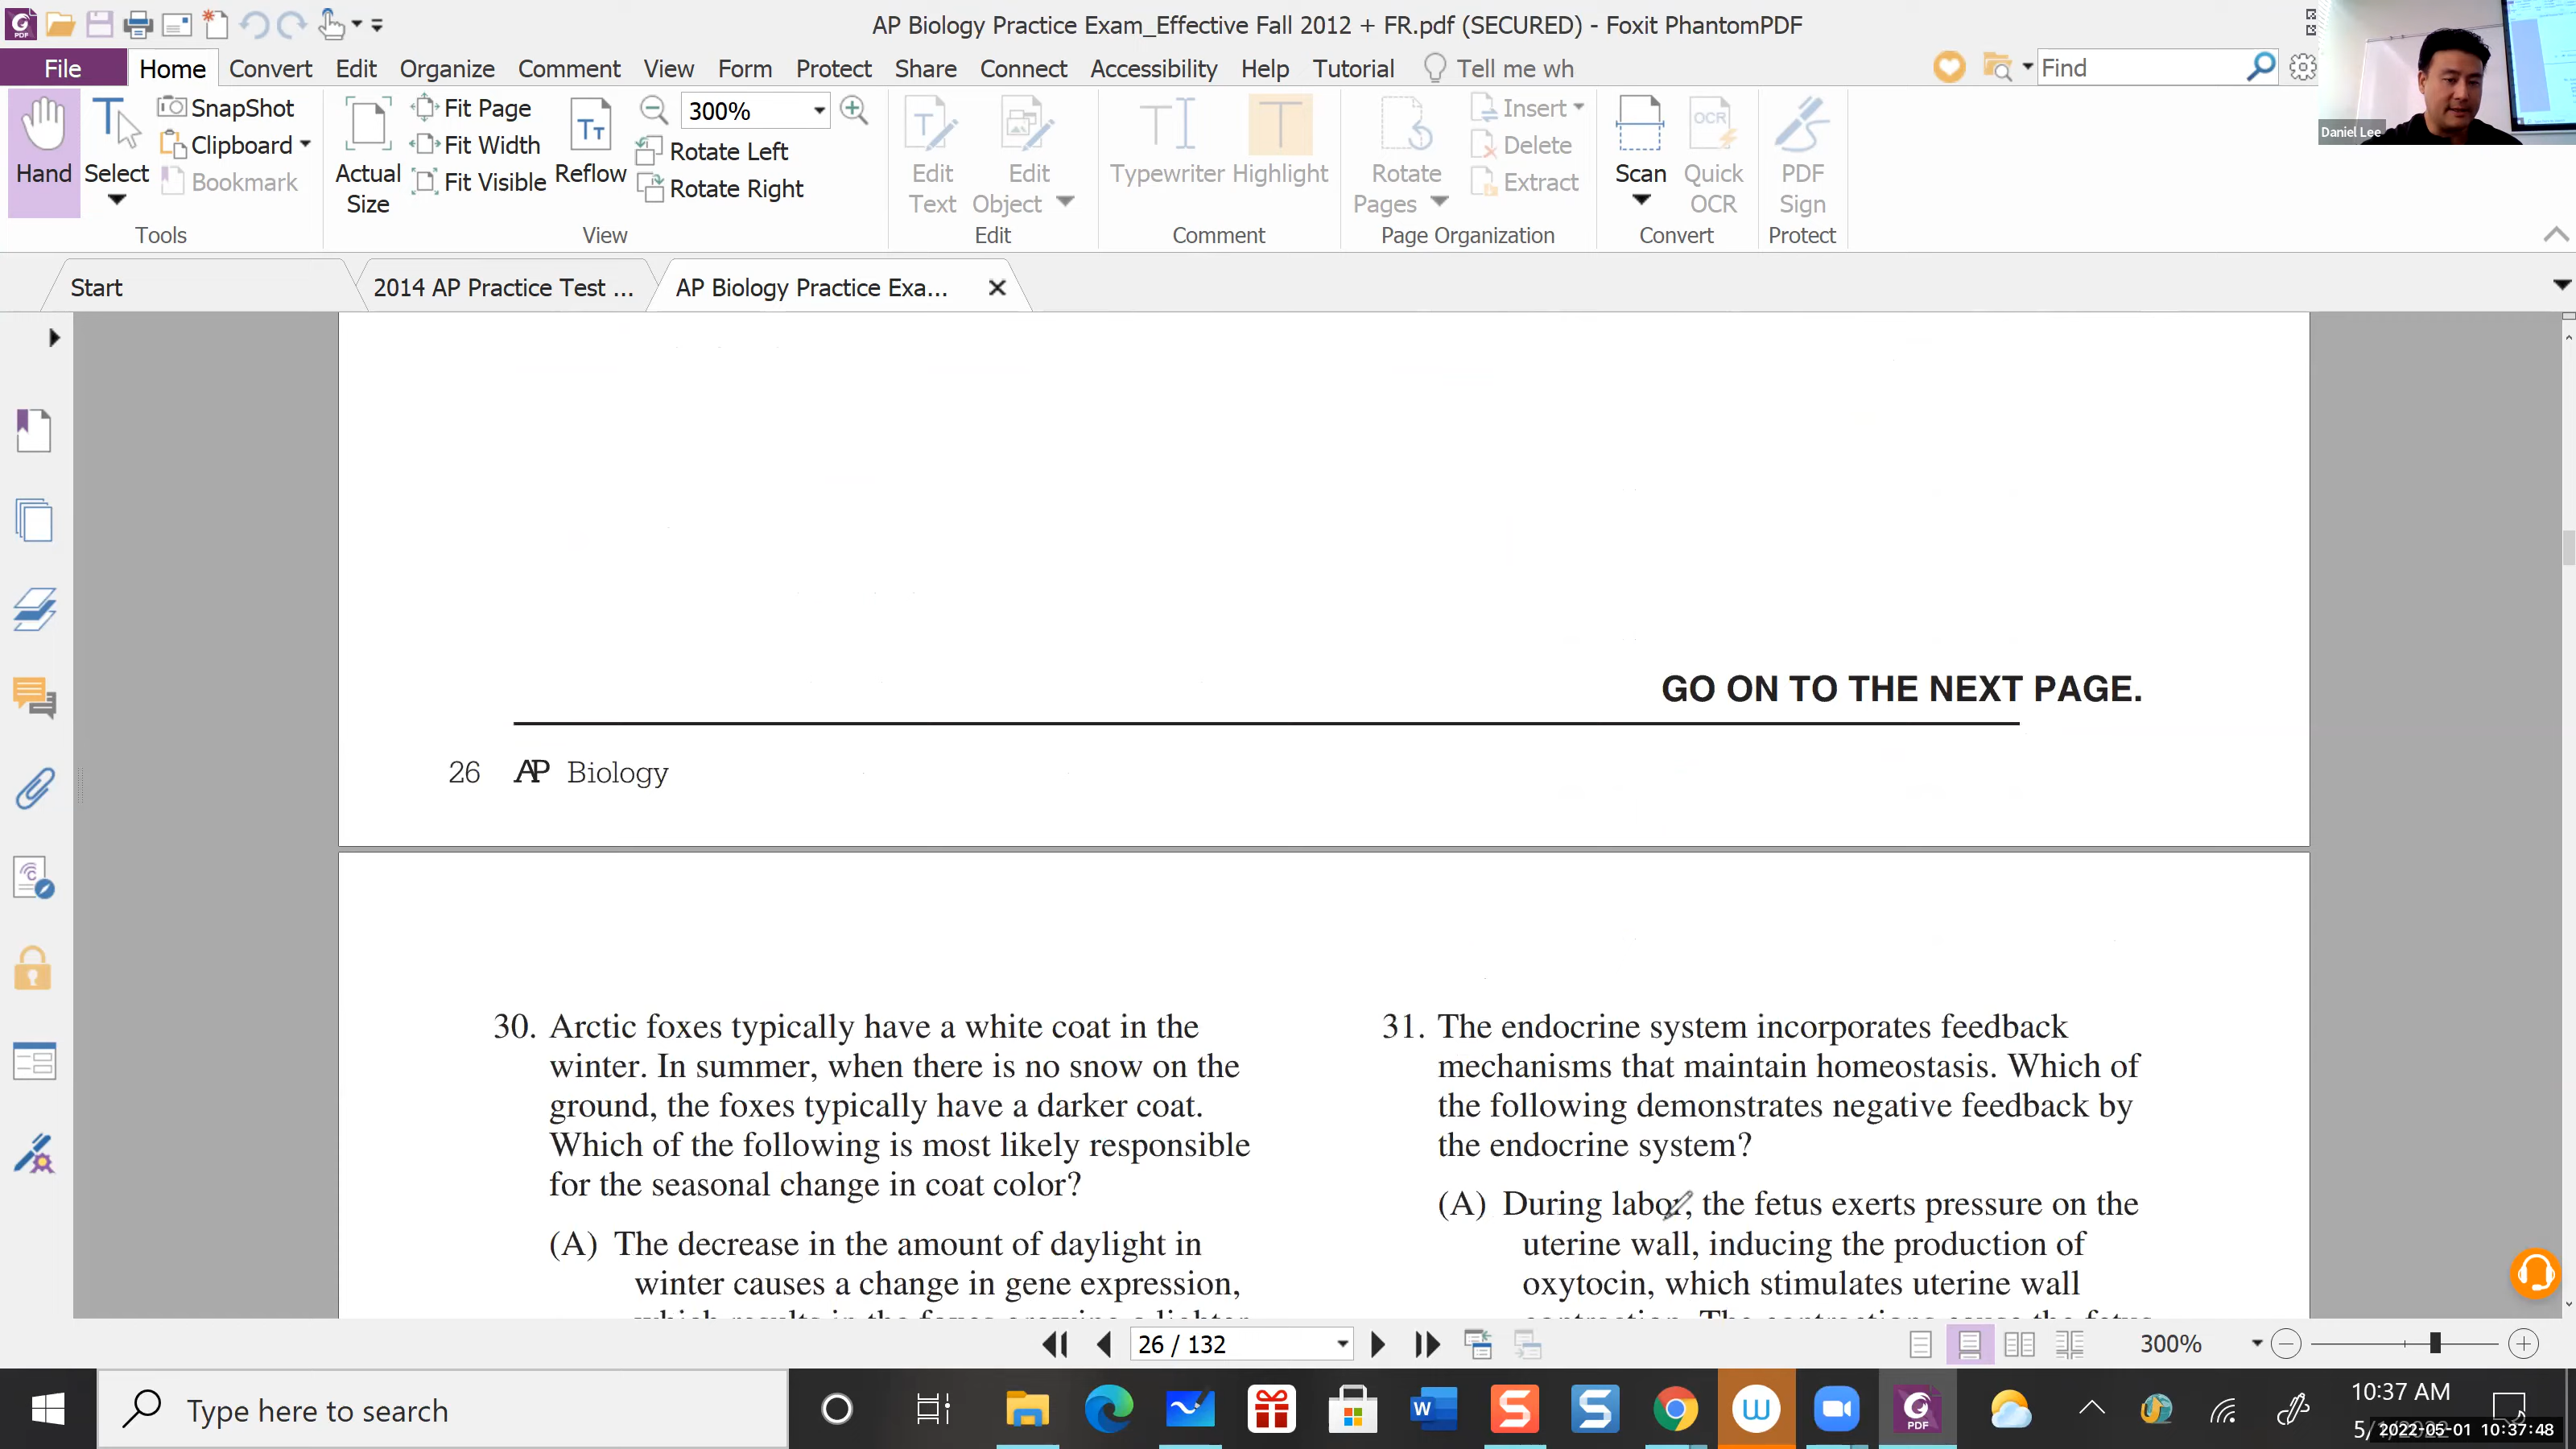 AP Biology Practice Exam_Effective Fall 2012 + FR.pdf (SECURED) - Foxit PhantomPDF
File Home Convert Edit Organize Comment View Form Protect Share Connect Accessibility Help Tutorial Tell me wh Find
Daniel Lee
Hand
Select
SnapShot
Clipboard
Bookmark
Tools
Actual Size
Fit Page
Fit Width
Fit Visible
Reflow
300%
Rotate Left
Rotate Right
View
Edit Text
Edit Object
Edit
Typewriter
Highlight
Comment
Rotate Pages
Insert
Delete
Extract
Page Organization
Scan
Quick OCR
Convert
PDF Sign
Protect
Start
2014 AP Practice Test ...
AP Biology Practice Exa...
GO ON TO THE NEXT PAGE.
26 AP Biology
30. Arctic foxes typically have a white coat in the
winter. In summer, when there is no snow on the
ground, the foxes typically have a darker coat.
Which of the following is most likely responsible
for the seasonal change in coat color?
(A) The decrease in the amount of daylight in
winter causes a change in gene expression,
31. The endocrine system incorporates feedback
mechanisms that maintain homeostasis. Which of
the following demonstrates negative feedback by
the endocrine system?
(A) During labor, the fetus exerts pressure on the
uterine wall, inducing the production of
oxytocin, which stimulates uterine wall
26 / 132
300%
Type here to search
10:37 AM
2022-05-01 10:37:48